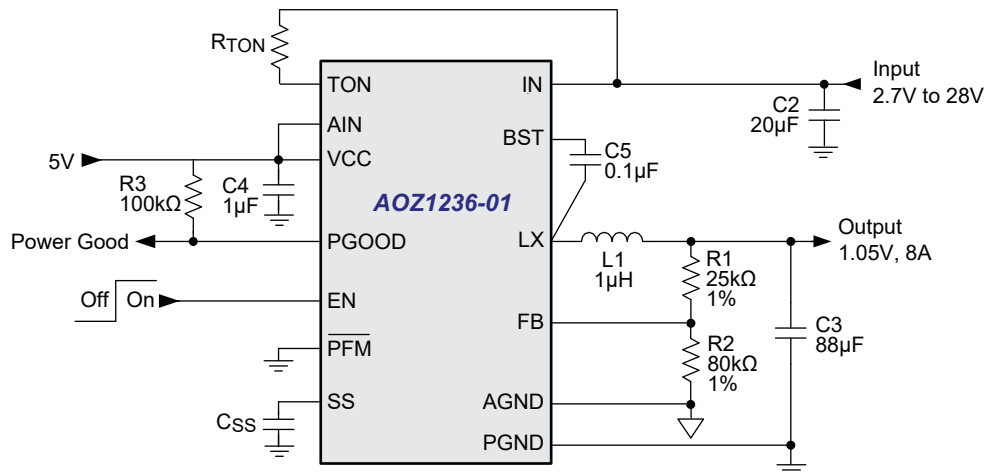 RTON
TON
IN
Input
2.7V to 28V
C2
20µF
AIN
BST
C5
0.1µF
5V
VCC
R3
100kΩ
C4
1µF
AOZ1236-01
Power Good
PGOOD
LX
L1
1µH
Output
1.05V, 8A
R1
25kΩ
1%
Off
On
EN
FB
C3
88µF
PFM
R2
80kΩ
1%
CSS
SS
AGND
PGND